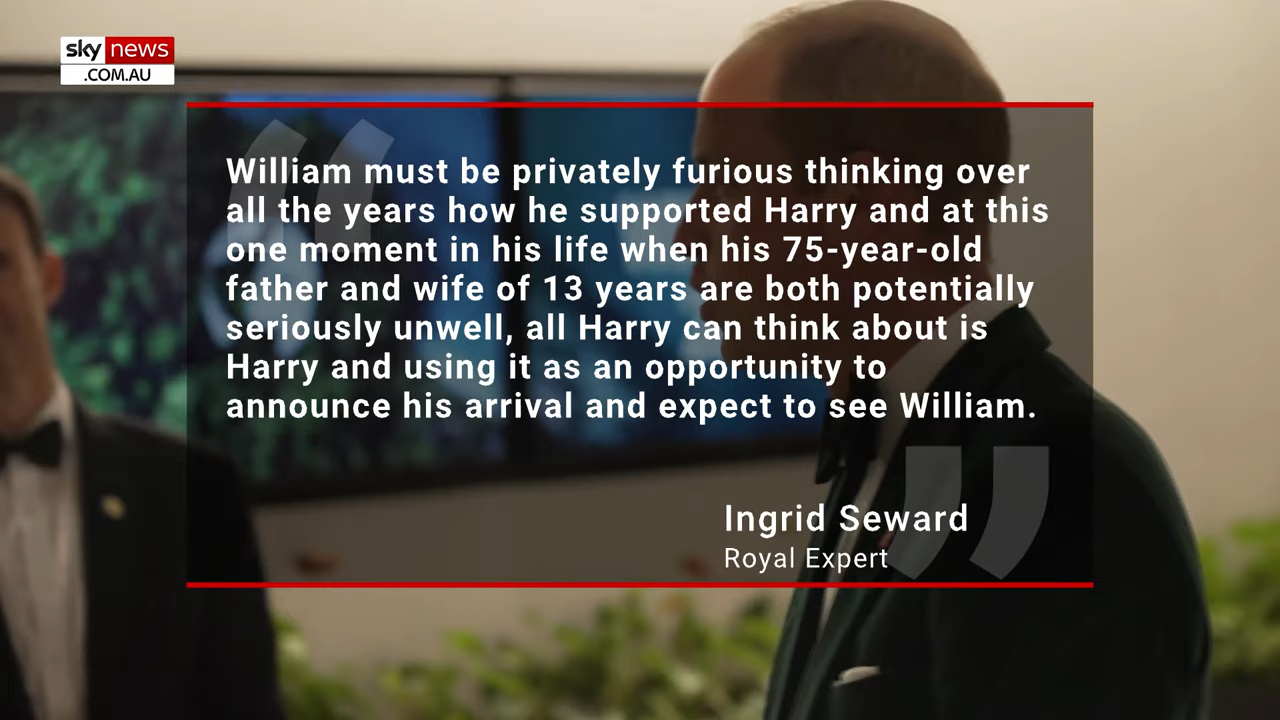 sky news
.COM.AU
William must be privately furious thinking over
all the years how he supported Harry and at this
one moment in his life when his 75-year-old
father and wife of 13 years are both potentially
seriously unwell, all Harry can think about is
Harry and using it as an opportunity to
announce his arrival and expect to see William.
Ingrid Seward
Royal Expert